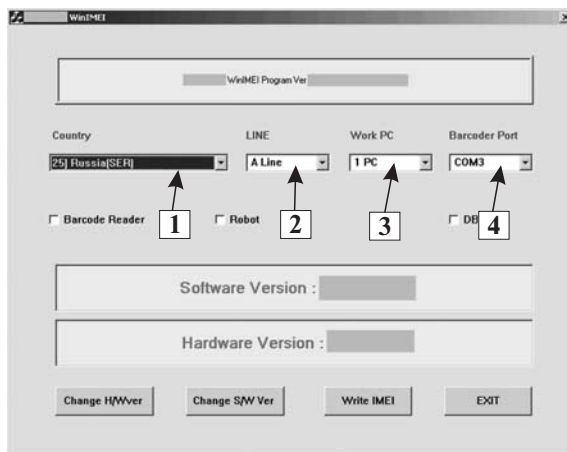 WinIMEI
WinIMEI Program Ver
Country LINE Work PC Barcoder Port
25] Russia(SER) A Line 1 PC COM3
Barcode Reader Robot DB
1 2 3 4
Software Version :
Hardware Version :
Change H/Wver Change S/W Ver Write IMEI EXIT